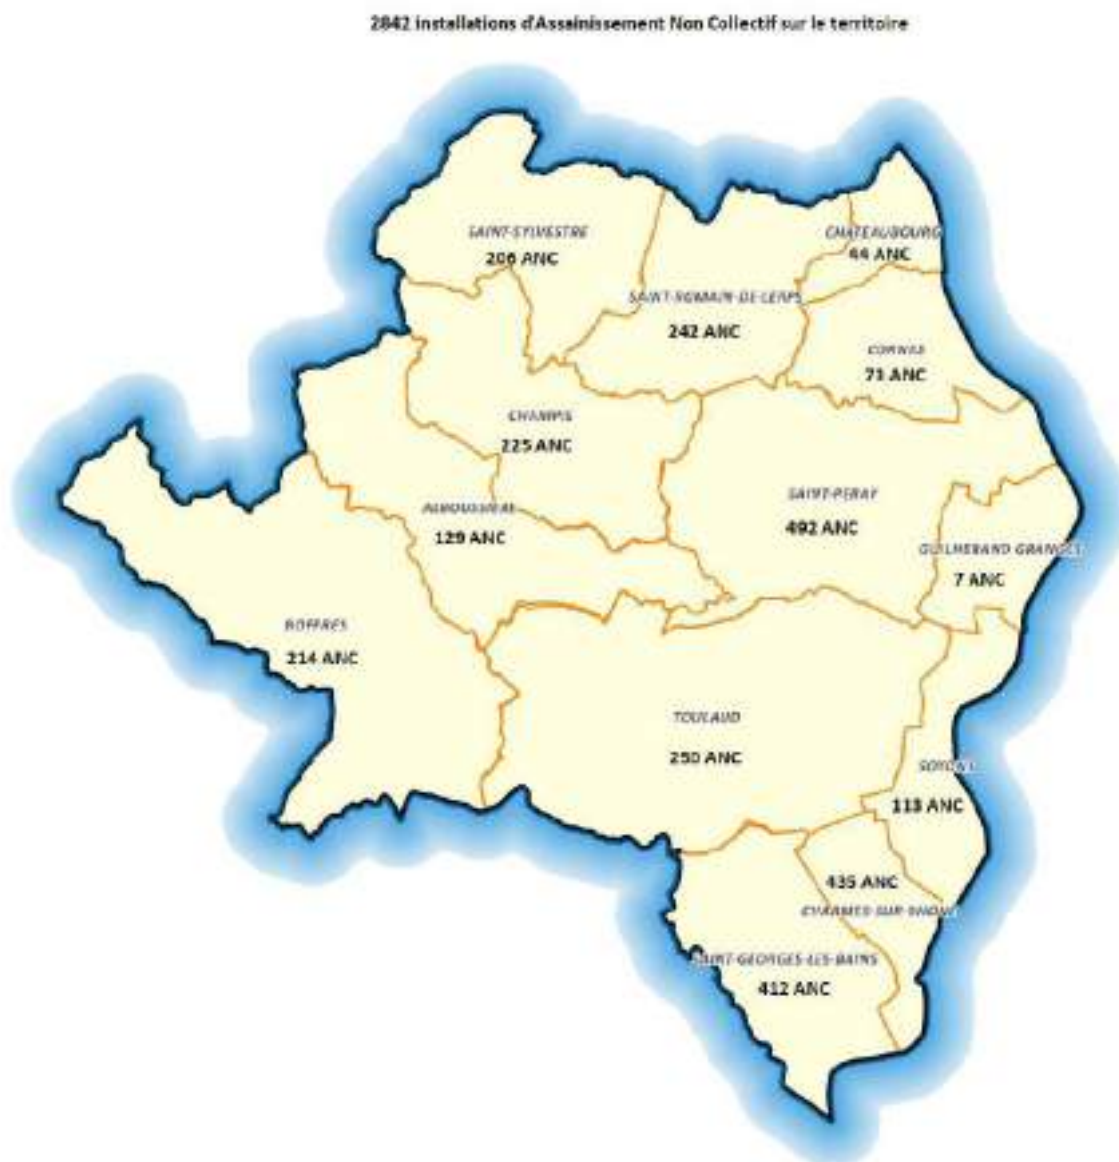 2842 Installations d'Assainissement Non Collectif sur le territoire
SAINT-SYLVESTRE
206 ANC
CHATEAUBOURG
44 ANC
SAINT-ROMAIN-DE-LERPS
242 ANC
CORNAS
73 ANC
CHAMPIS
225 ANC
ALBOUSSIERE
129 ANC
SAINT-PERAY
492 ANC
GUILHERAND GRANGES
7 ANC
BOFFRES
214 ANC
TOULAUD
250 ANC
SOYONS
113 ANC
435 ANC
CHARMES-SUR-RHONE
SAINT-GEORGES-LES-BAINS
412 ANC